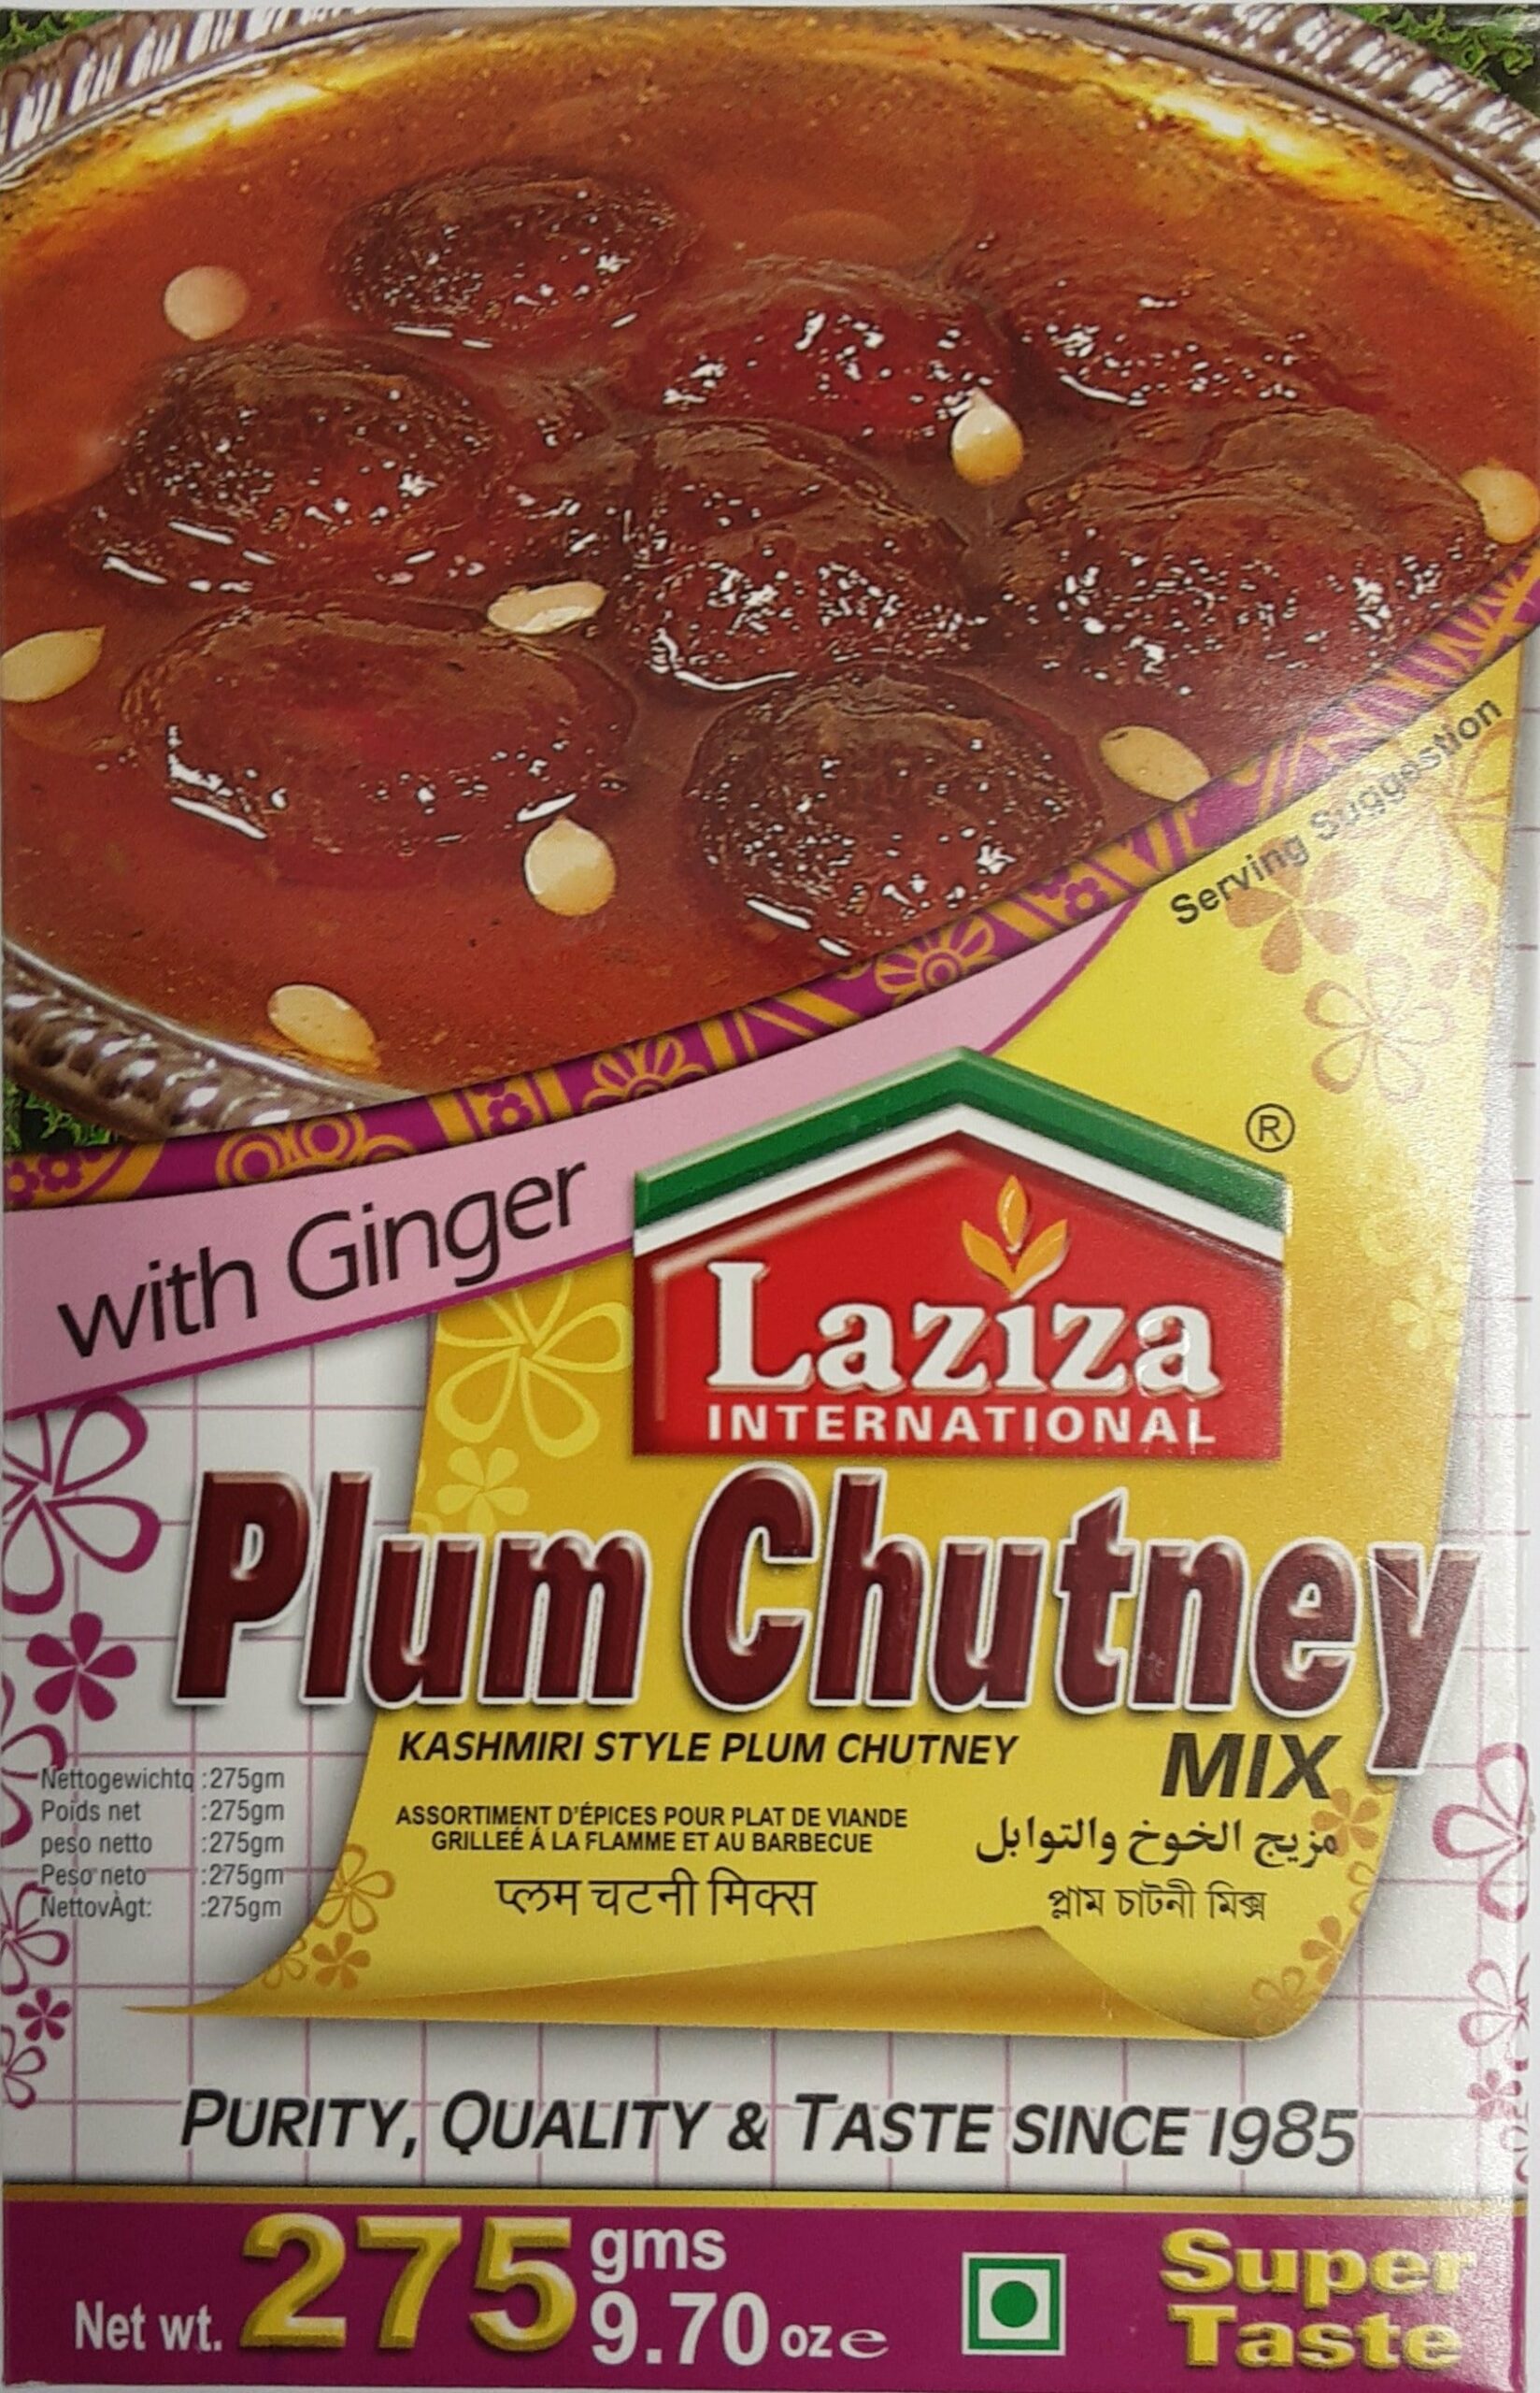 Serving Suggestion
with Ginger
®
Laziza
INTERNATIONAL
Plum Chutney
KASHMIRI STYLE PLUM CHUTNEY
MIX
Nettogewichtq :275gm
Poids net :275gm
peso netto :275gm
Peso neto :275gm
NettovÀgt: :275gm
ASSORTIMENT D'ÉPICES POUR PLAT DE VIANDE
GRILLEÉ Á LA FLAMME ET AU BARBECUE
مزيج الخوخ والتوابل
प्लम चटनी मिक्स
প্লাম চাটনী মিক্স
PURITY, QUALITY & TASTE SINCE 1985
Net wt. 275 gms
9.70 oz e
Super
Taste